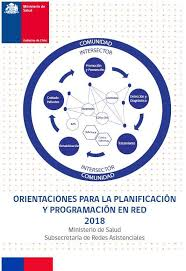 Ministerio de
Salud
Gobierno de Chile
COMUNIDAD
INTERSECTOR
Promoción y
Prevención
Cuidados
Paliativos
Detección y
Diagnóstico
Rehabilitación
Tratamiento
INTERSECTOR
COMUNIDAD
ORIENTACIONES PARA LA PLANIFICACIÓN
Y PROGRAMACIÓN EN RED
2018
Ministerio de Salud
Subsecretaría de Redes Asistenciales